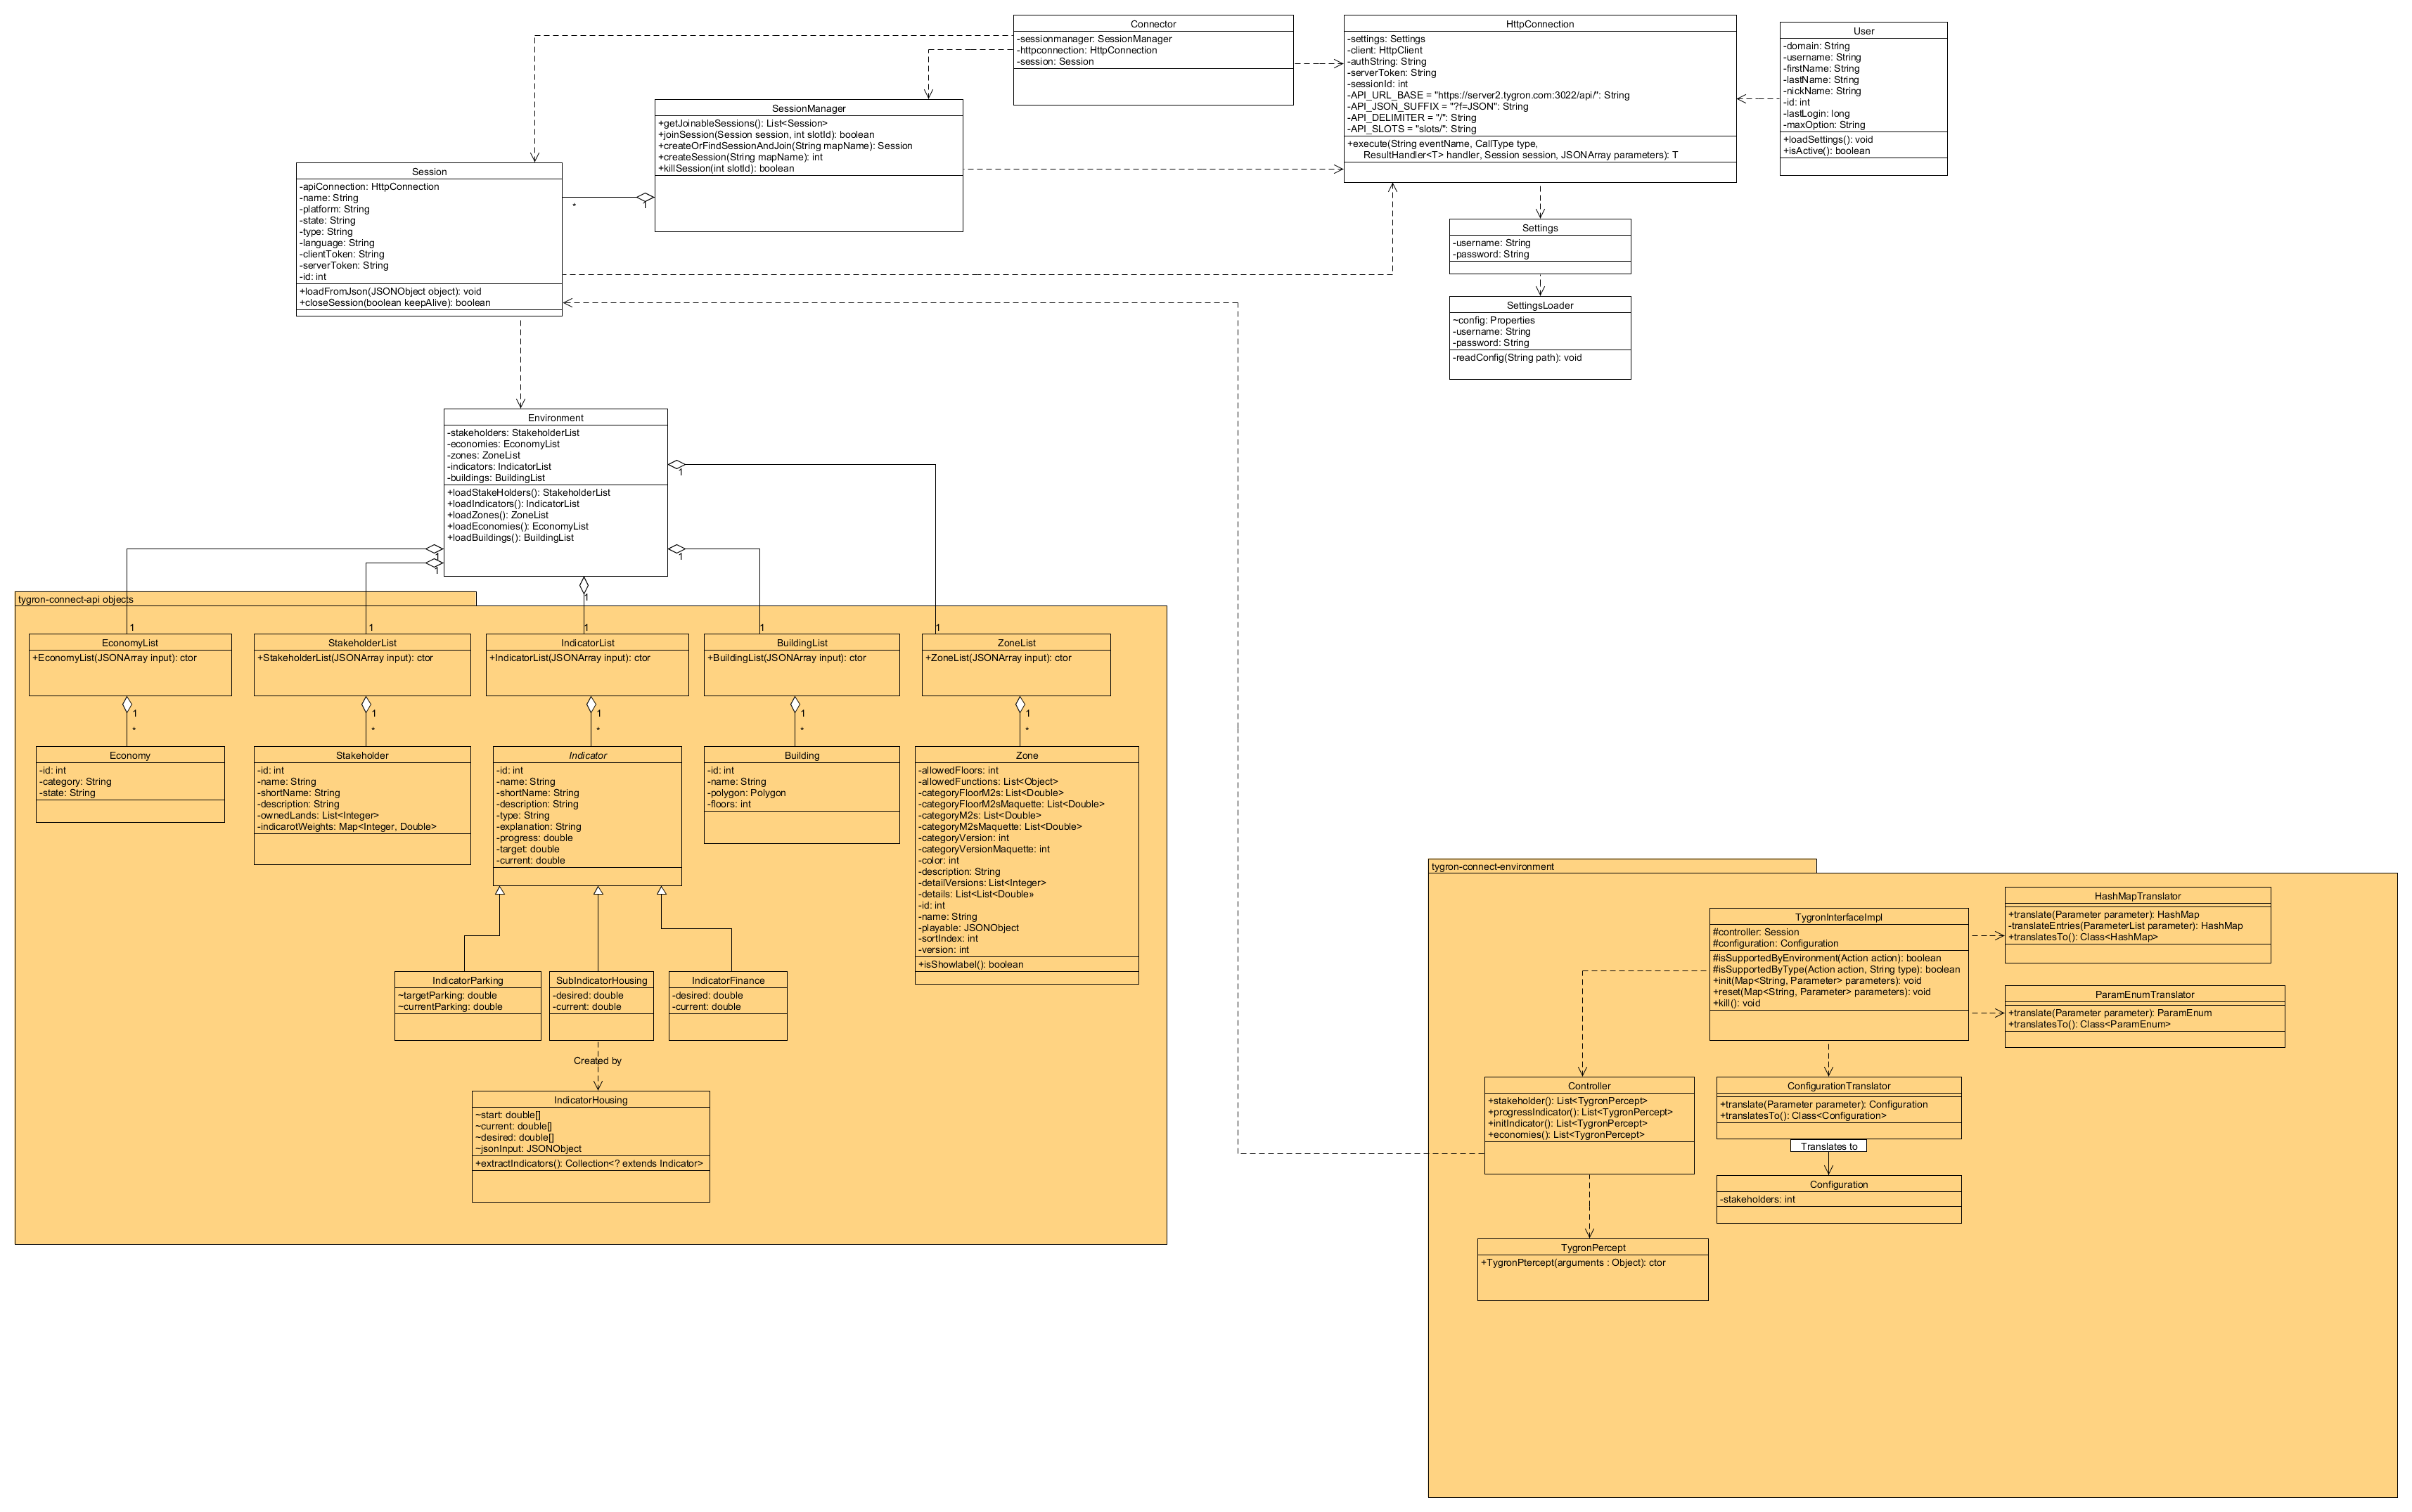 Connector
-sessionmanager: SessionManager
-httpconnection: HttpConnection
-session: Session
HttpConnection
-settings: Settings
-client: HttpClient
-authString: String
-serverToken: String
-sessionId: int
-API_URL_BASE = "https://server2.tygron.com:3022/api/": String
-API_JSON_SUFFIX = "?f=JSON": String
-API_DELIMITER = "/": String
-API_SLOTS = "slots/": String
+execute(String eventName, CallType type,
ResultHandler<T> handler, Session session, JSONArray parameters): T
User
-domain: String
-username: String
-firstName: String
-lastName: String
-nickName: String
-id: int
-lastLogin: long
-maxOption: String
+loadSettings(): void
+isActive(): boolean
SessionManager
+getJoinableSessions(): List<Session>
+joinSession(Session session, int slotId): boolean
+createOrFindSessionAndJoin(String mapName): Session
+createSession(String mapName): int
+killSession(int slotId): boolean
Session
-apiConnection: HttpConnection
-name: String
-platform: String
-state: String
-type: String
-language: String
-clientToken: String
-serverToken: String
-id: int
+loadFromJson(JSONObject object): void
+closeSession(boolean keepAlive): boolean
*
1
Settings
-username: String
-password: String
SettingsLoader
~config: Properties
-username: String
-password: String
-readConfig(String path): void
Environment
-stakeholders: StakeholderList
-economies: EconomyList
-zones: ZoneList
-indicators: IndicatorList
-buildings: BuildingList
+loadStakeHolders(): StakeholderList
+loadIndicators(): IndicatorList
+loadZones(): ZoneList
+loadEconomies(): EconomyList
+loadBuildings(): BuildingList
1
1
1
1
1
tygron-connect-api objects
1
1
1
1
1
EconomyList
+EconomyList(JSONArray input): ctor
StakeholderList
+StakeholderList(JSONArray input): ctor
IndicatorList
+IndicatorList(JSONArray input): ctor
BuildingList
+BuildingList(JSONArray input): ctor
ZoneList
+ZoneList(JSONArray input): ctor
1
*
1
*
1
*
1
*
1
*
Economy
-id: int
-category: String
-state: String
Stakeholder
-id: int
-name: String
-shortName: String
-description: String
-ownedLands: List<Integer>
-indicarotWeights: Map<Integer, Double>
Indicator
-id: int
-name: String
-shortName: String
-description: String
-type: String
-explanation: String
-progress: double
-target: double
-current: double
Building
-id: int
-name: String
-polygon: Polygon
-floors: int
Zone
-allowedFloors: int
-allowedFunctions: List<Object>
-categoryFloorM2s: List<Double>
-categoryFloorM2sMaquette: List<Double>
-categoryM2s: List<Double>
-categoryM2sMaquette: List<Double>
-categoryVersion: int
-categoryVersionMaquette: int
-color: int
-description: String
-detailVersions: List<Integer>
-details: List<List<Double»
-id: int
-name: String
-playable: JSONObject
-sortIndex: int
-version: int
+isShowlabel(): boolean
IndicatorParking
~targetParking: double
~currentParking: double
SubIndicatorHousing
-desired: double
-current: double
IndicatorFinance
-desired: double
-current: double
Created by
IndicatorHousing
~start: double[]
~current: double[]
~desired: double[]
~jsonInput: JSONObject
+extractIndicators(): Collection<? extends Indicator>
tygron-connect-environment
TygronInterfaceImpl
#controller: Session
#configuration: Configuration
#isSupportedByEnvironment(Action action): boolean
#isSupportedByType(Action action, String type): boolean
+init(Map<String, Parameter> parameters): void
+reset(Map<String, Parameter> parameters): void
+kill(): void
HashMapTranslator
+translate(Parameter parameter): HashMap
-translateEntries(ParameterList parameter): HashMap
+translatesTo(): Class<HashMap>
ParamEnumTranslator
+translate(Parameter parameter): ParamEnum
+translatesTo(): Class<ParamEnum>
Controller
+stakeholder(): List<TygronPercept>
+progressIndicator(): List<TygronPercept>
+initIndicator(): List<TygronPercept>
+economies(): List<TygronPercept>
ConfigurationTranslator
+translate(Parameter parameter): Configuration
+translatesTo(): Class<Configuration>
Translates to
Configuration
-stakeholders: int
TygronPercept
+TygronPtercept(arguments : Object): ctor